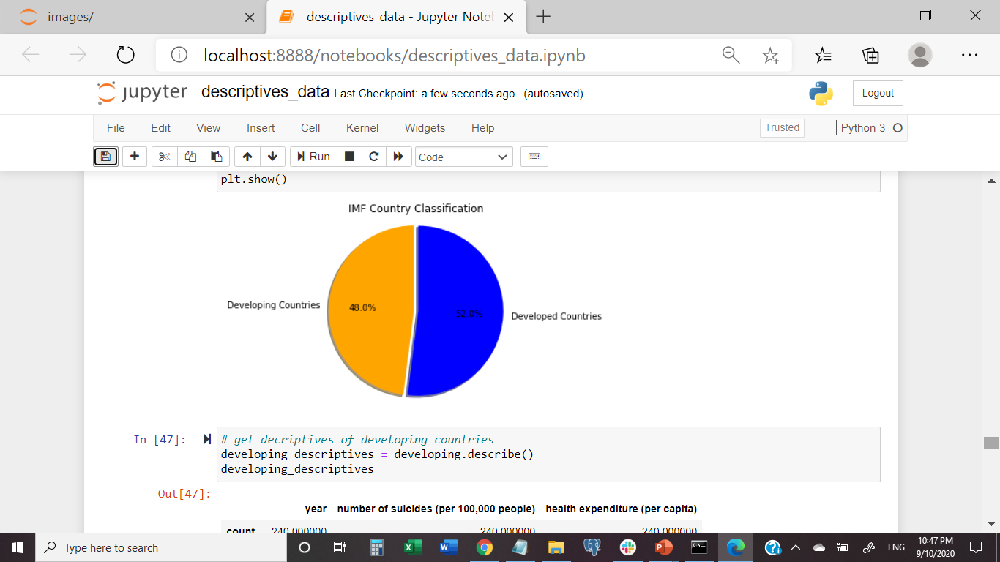 images/
descriptives_data - Jupyter Note
localhost:8888/notebooks/descriptives_data.ipynb
jupyter descriptives_data Last Checkpoint: a few seconds ago (autosaved)
Logout
File Edit View Insert Cell Kernel Widgets Help
Trusted
Python 3
Run
Code
plt.show()
IMF Country Classification
Developing Countries
48.0%
52.0%
Developed Countries
In [47]:
# get decriptives of developing countries
developing_descriptives = developing.describe()
developing_descriptives
Out[47]:
year number of suicides (per 100,000 people) health expenditure (per capita)
count 240.000000 240.000000 240.000000
Type here to search
ENG
10:47 PM
9/10/2020